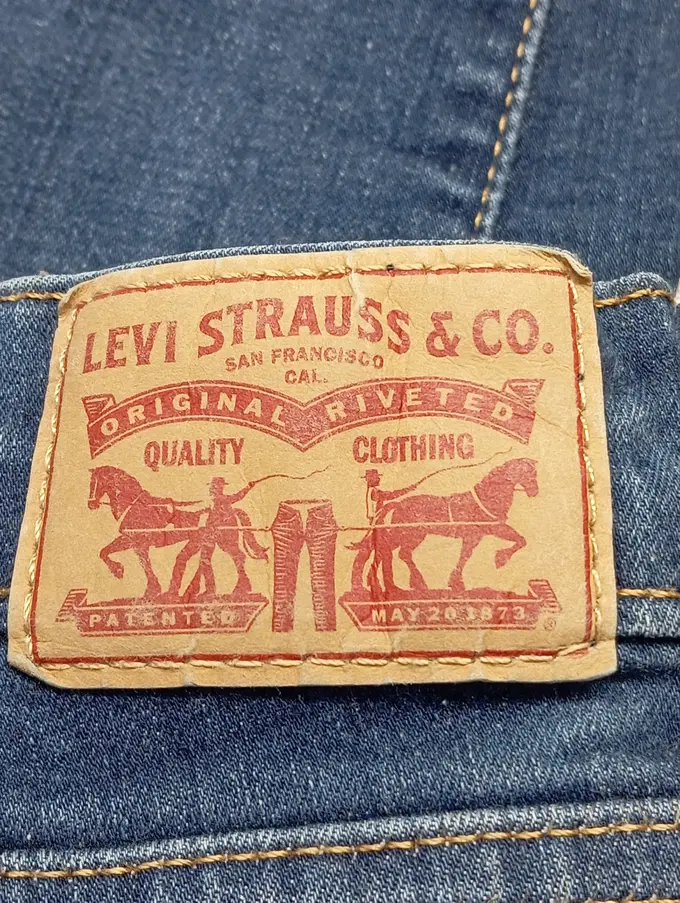 LEVI STRAUSS & CO.
SAN FRANCISCO
CAL.
ORIGINAL RIVETED
QUALITY CLOTHING
PATENTED MAY 20 1873 ®